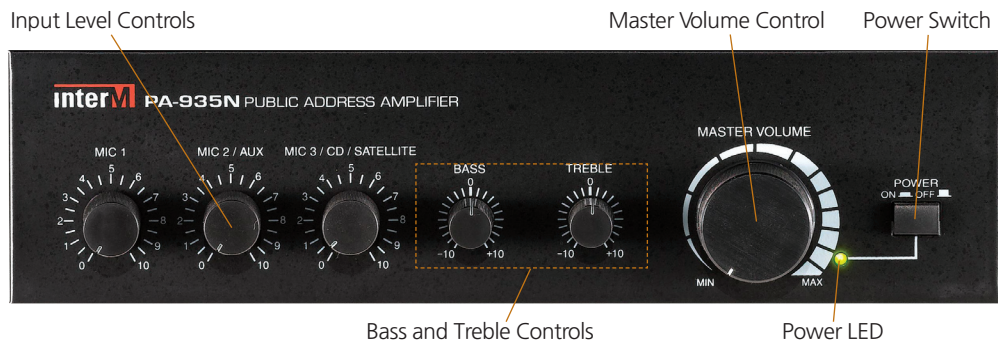 Input Level Controls
Master Volume Control
Power Switch
interM PA-935N PUBLIC ADDRESS AMPLIFIER
MIC 1
MIC 2 / AUX
MIC 3 / CD / SATELLITE
BASS
TREBLE
MASTER VOLUME
POWER
ON OFF
0 1 2 3 4 5 6 7 8 9 10
0 1 2 3 4 5 6 7 8 9 10
0 1 2 3 4 5 6 7 8 9 10
-10 0 +10
-10 0 +10
MIN MAX
Bass and Treble Controls
Power LED